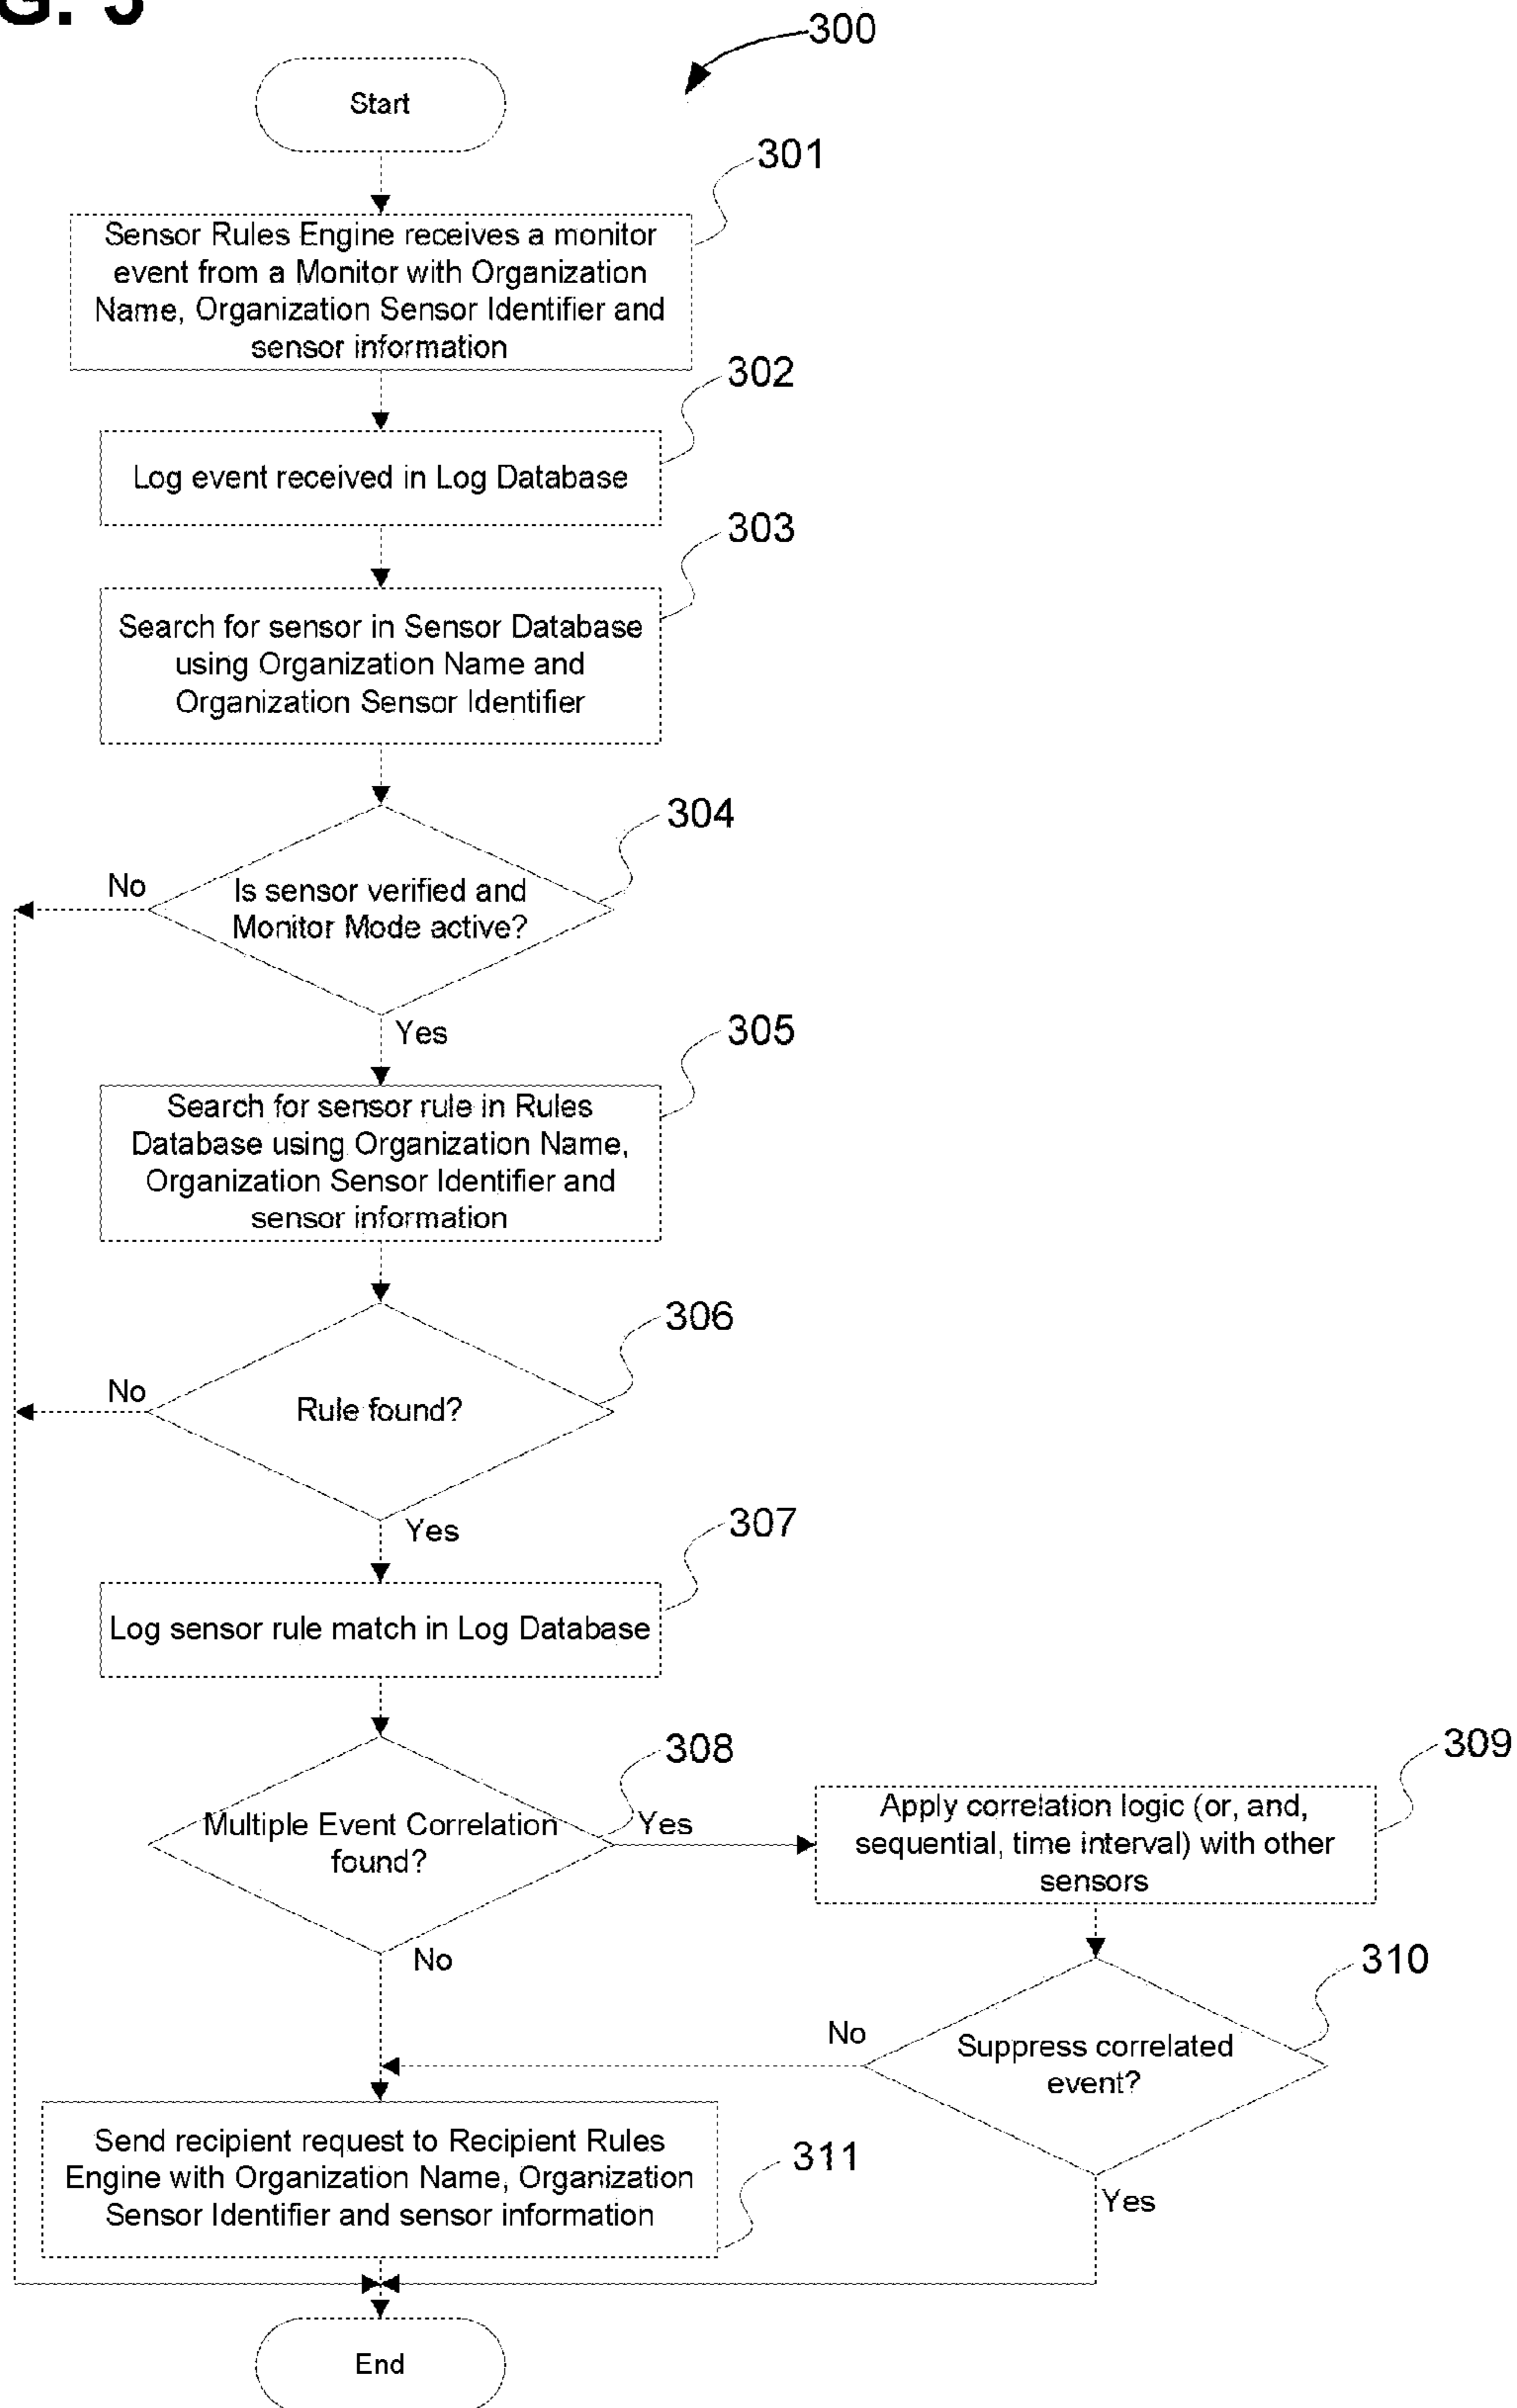 300
Start
301
Sensor Rules Engine receives a monitor
event from a Monitor with Organization
Name, Organization Sensor Identifier and
sensor information
302
Log event received in Log Database
303
Search for sensor in Sensor Database
using Organization Name and
Organization Sensor Identifier
304
No
Is sensor verified and
Monitor Mode active?
Yes
305
Search for sensor rule in Rules
Database using Organization Name,
Organization Sensor Identifier and
sensor information
306
No
Rule found?
Yes
307
Log sensor rule match in Log Database
308
Multiple Event Correlation
found?
Yes
309
Apply correlation logic (or, and,
sequential, time interval) with other
sensors
No
310
No
Suppress correlated
event?
Yes
311
Send recipient request to Recipient Rules
Engine with Organization Name, Organization
Sensor Identifier and sensor information
End